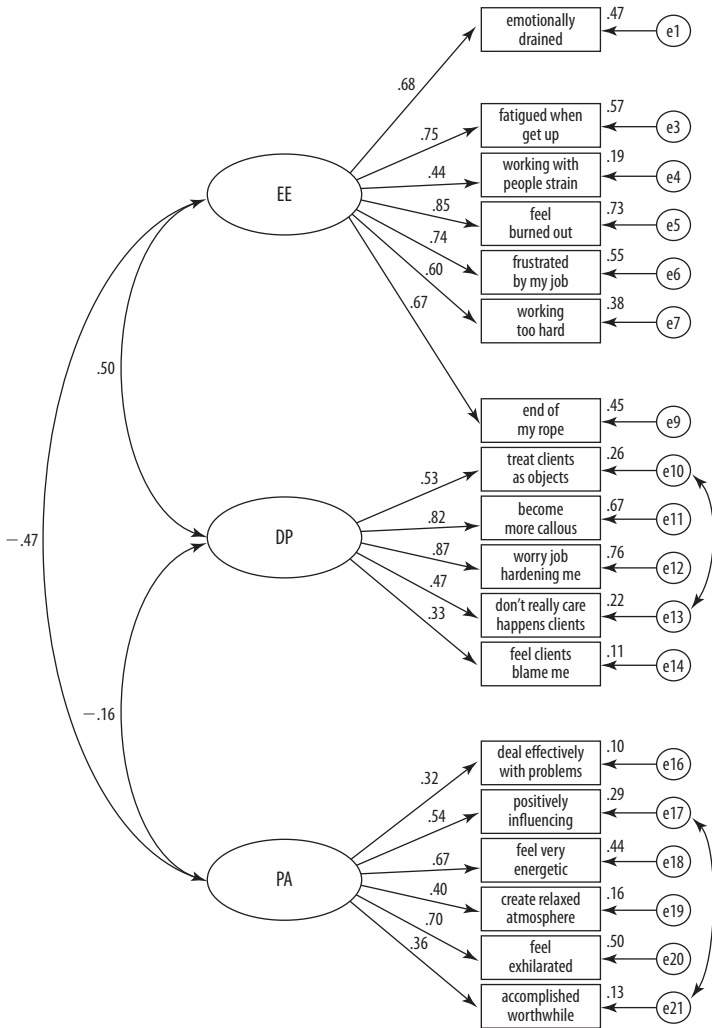 emotionally
drained
.47
e1
.68
fatigued when
get up
.57
e3
.75
working with
people strain
.19
e4
.44
EE
feel
burned out
.73
e5
.85
frustrated
by my job
.55
e6
.74
working
too hard
.38
e7
.60
.67
.50
end of
my rope
.45
e9
treat clients
as objects
.26
e10
.53
become
more callous
.67
e11
.82
−.47
DP
worry job
hardening me
.76
e12
.87
don't really care
happens clients
.22
e13
.47
feel clients
blame me
.11
e14
.33
−.16
deal effectively
with problems
.10
e16
.32
positively
influencing
.29
e17
.54
feel very
energetic
.44
e18
.67
PA
create relaxed
atmosphere
.16
e19
.40
feel
exhilarated
.50
e20
.70
accomplished
worthwhile
.13
e21
.36